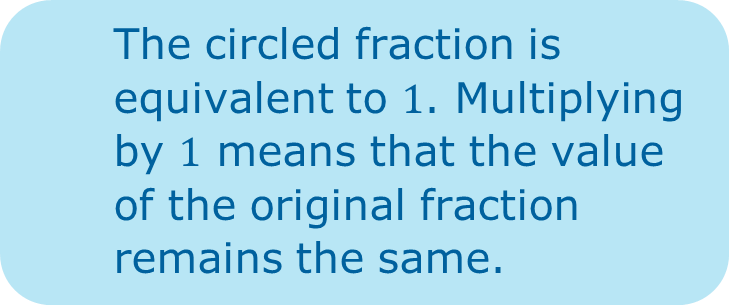 The circled fraction is
equivalent to 1. Multiplying
by 1 means that the value
of the original fraction
remains the same.